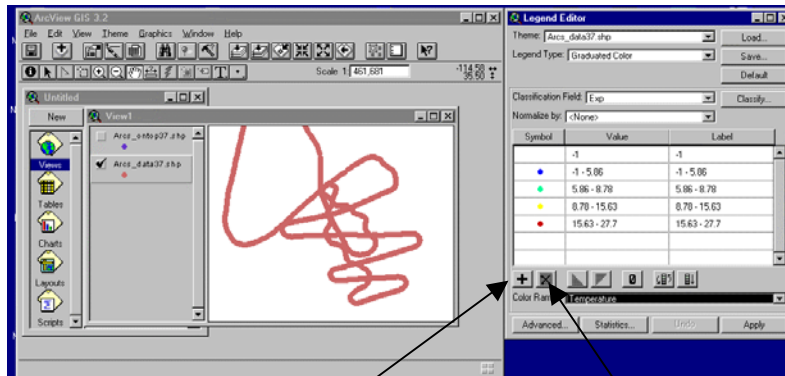 ArcView GIS 3.2
File Edit View Theme Graphics Window Help
Scale 1: 461,681
-114.50
35.50
Untitled
New
Views
Tables
Charts
Layouts
Scripts
View1
Arcs_ontop37.shp
Arcs_data37.shp
Legend Editor
Theme: Arcs_data37.shp
Load...
Legend Type: Graduated Color
Save...
Default
Classification Field: Exp
Classify...
Normalize by: <None>
Symbol Value Label
-1 -1
-1 - 5.86 -1 - 5.86
5.86 - 8.78 5.86 - 8.78
8.78 - 15.63 8.78 - 15.63
15.63 - 27.7 15.63 - 27.7
Color Ramps: Temperature
Advanced... Statistics... Undo Apply